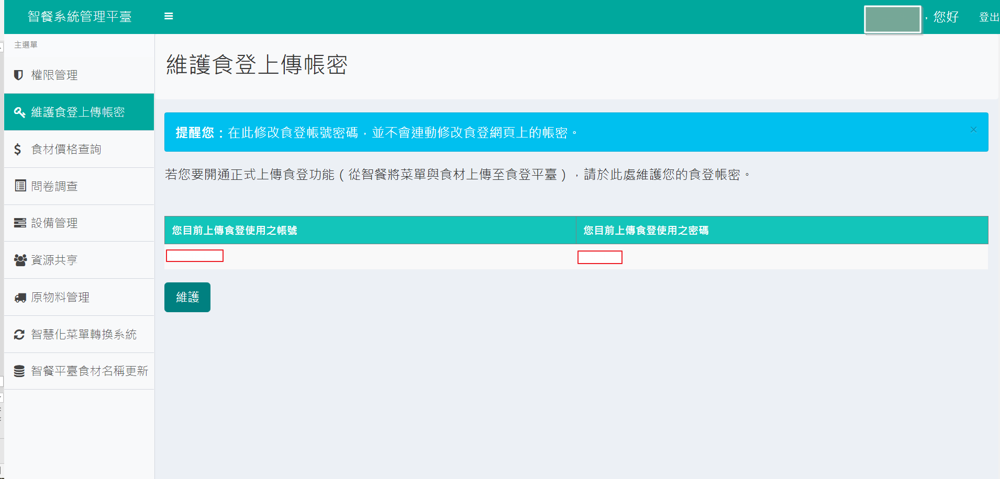 智餐系統管理平臺
，您好
登出
主選單
權限管理
維護食登上傳帳密
食材價格查詢
問卷調查
設備管理
資源共享
原物料管理
智慧化菜單轉換系統
智餐平臺食材名稱更新
維護食登上傳帳密
提醒您：在此修改食登帳號密碼，並不會連動修改食登網頁上的帳密。
×
若您要開通正式上傳食登功能（從智餐將菜單與食材上傳至食登平臺），請於此處維護您的食登帳密。
您目前上傳食登使用之帳號
您目前上傳食登使用之密碼
維護